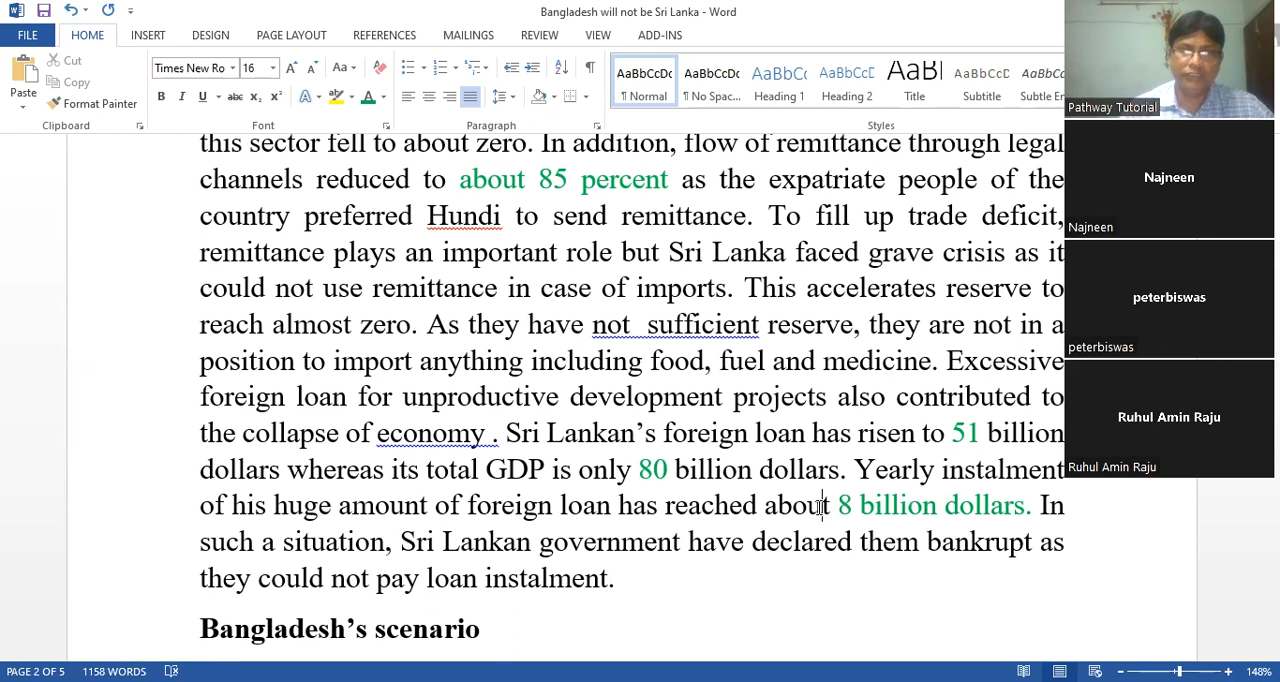 Bangladesh will not be Sri Lanka - Word
FILE HOME INSERT DESIGN PAGE LAYOUT REFERENCES MAILINGS REVIEW VIEW ADD-INS
Paste Cut Copy Format Painter
Times New Ro 16
AaBbCcDc AaBbCcDc AaBbCc AaBbCcC AaBl AaBbCcD AaBbCc
¶ Normal ¶ No Spac... Heading 1 Heading 2 Title Subtitle Subtle Em
Clipboard Font Paragraph Styles
this sector fell to about zero. In addition, flow of remittance through legal
channels reduced to about 85 percent as the expatriate people of the
country preferred Hundi to send remittance. To fill up trade deficit,
remittance plays an important role but Sri Lanka faced grave crisis as it
could not use remittance in case of imports. This accelerates reserve to
reach almost zero. As they have not  sufficient reserve, they are not in a
position to import anything including food, fuel and medicine. Excessive
foreign loan for unproductive development projects also contributed to
the collapse of economy . Sri Lankan’s foreign loan has risen to 51 billion
dollars whereas its total GDP is only 80 billion dollars. Yearly instalment
of his huge amount of foreign loan has reached about 8 billion dollars. In
such a situation, Sri Lankan government have declared them bankrupt as
they could not pay loan instalment.
Bangladesh’s scenario
Pathway Tutorial
Najneen
Najneen
peterbiswas
peterbiswas
Ruhul Amin Raju
Ruhul Amin Raju
PAGE 2 OF 5 1158 WORDS 148%